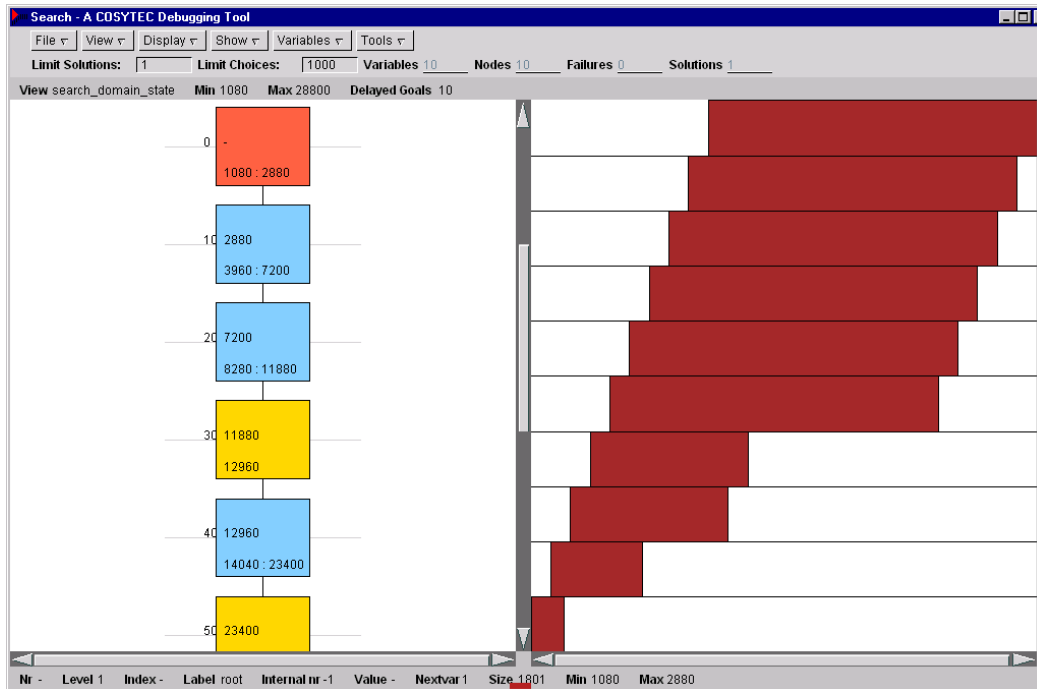 Search - A COSYTEC Debugging Tool
File View Display Show Variables Tools
Limit Solutions: 1 Limit Choices: 1000 Variables 10 Nodes 10 Failures 0 Solutions 1
View search_domain_state Min 1080 Max 28800 Delayed Goals 10
0 -
1080 : 2880
10 2880
3960 : 7200
20 7200
8280 : 11880
30 11880
12960
40 12960
14040 : 23400
50 23400
Nr - Level 1 Index - Label root Internal nr -1 Value - Nextvar 1 Size 1801 Min 1080 Max 2880